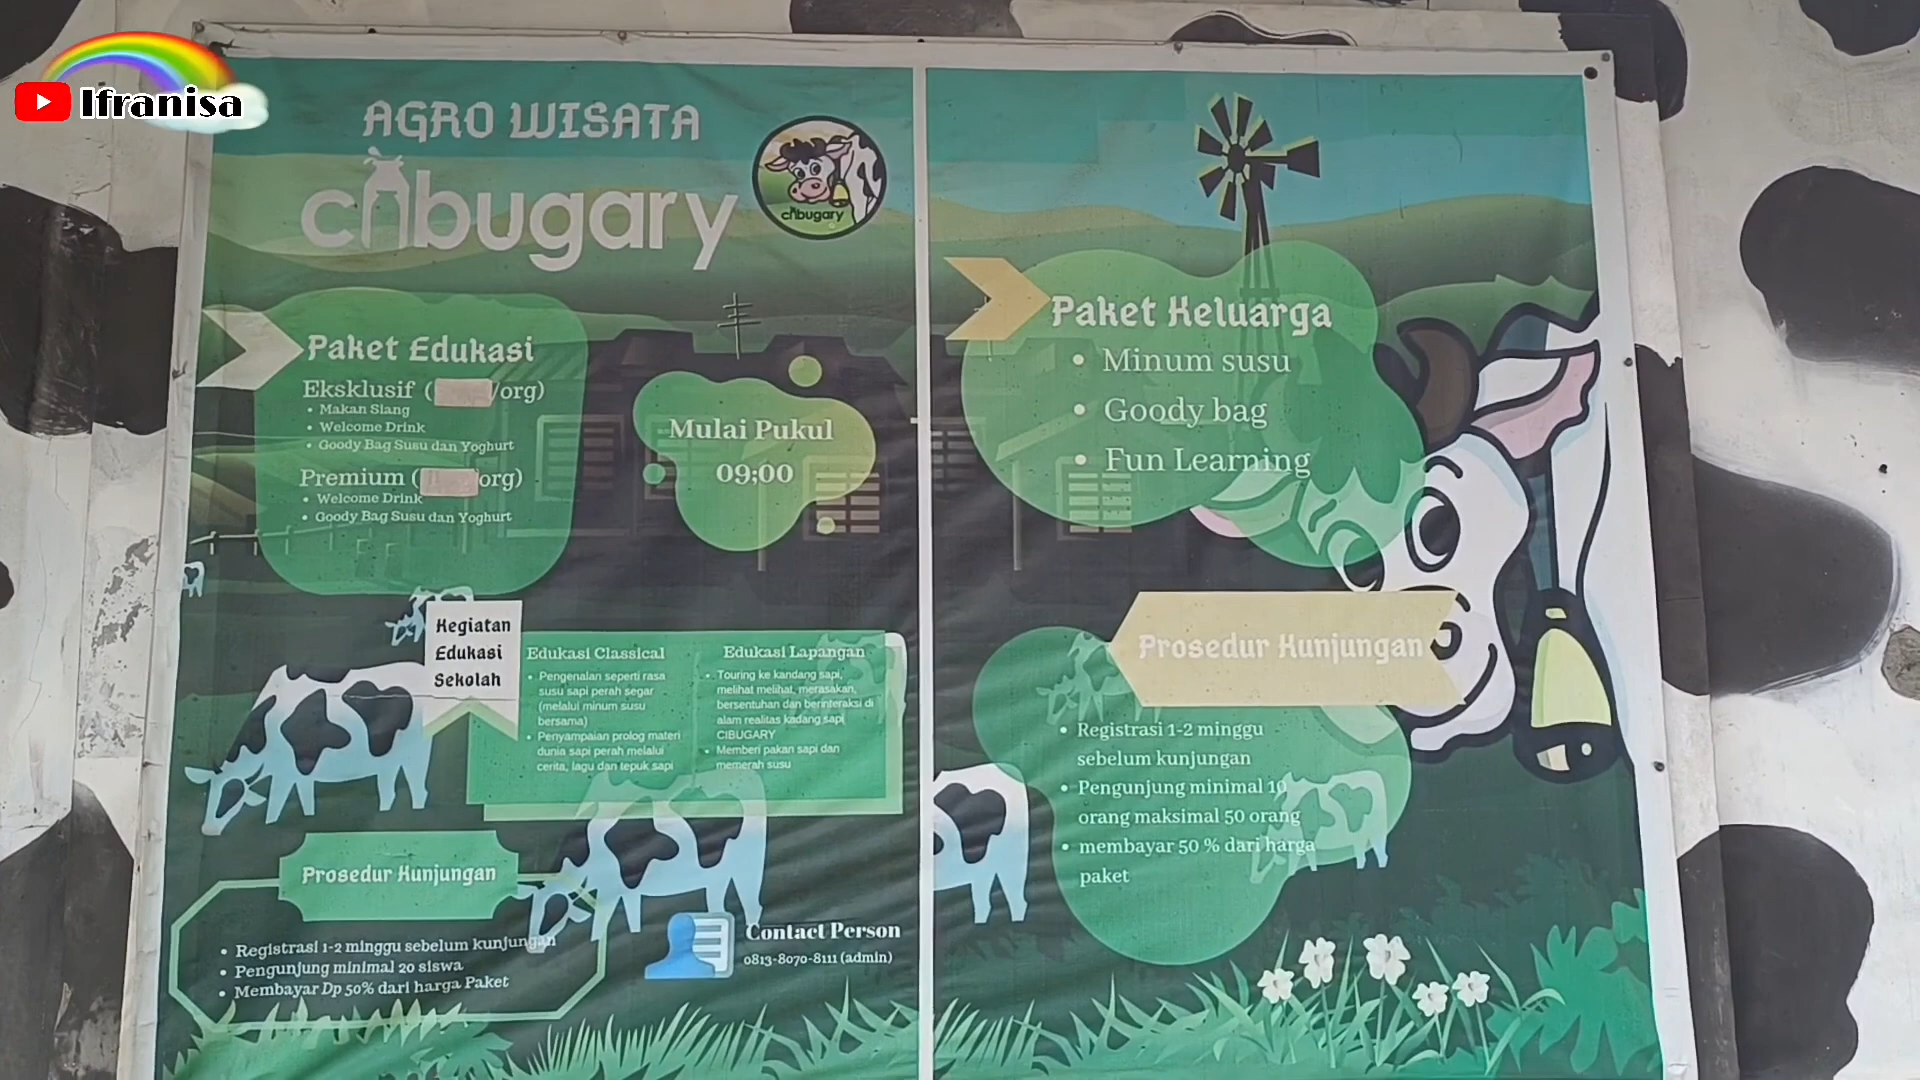 Ifranisa
AGRO WISATA
cibugary
cibugary
Paket Edukasi
Eksklusif ( /org)
• Makan Siang
• Welcome Drink
• Goody Bag Susu dan Yoghurt
Premium ( org)
• Welcome Drink
• Goody Bag Susu dan Yoghurt
Mulai Pukul
09;00
Kegiatan
Edukasi
Sekolah
Edukasi Classical
• Pengenalan seperti rasa
susu sapi perah segar
(melalui minum susu
bersama)
• Penyampaian prolog materi
dunia sapi perah melalui
cerita, lagu dan tepuk sapi
Edukasi Lapangan
• Touring ke kandang sapi,
melihat melihat, merasakan,
bersentuhan dan berinteraksi di
alam realitas kadang sapi
CIBUGARY
• Memberi pakan sapi dan
memerah susu
Prosedur Kunjungan
• Registrasi 1-2 minggu sebelum kunjungan
• Pengunjung minimal 20 siswa
• Membayar Dp 50% dari harga Paket
Contact Person
0813-8070-8111 (admin)
Paket Keluarga
• Minum susu
• Goody bag
• Fun Learning
Prosedur Kunjungan
• Registrasi 1-2 minggu
sebelum kunjungan
• Pengunjung minimal 10
orang maksimal 50 orang
• membayar 50 % dari harga
paket